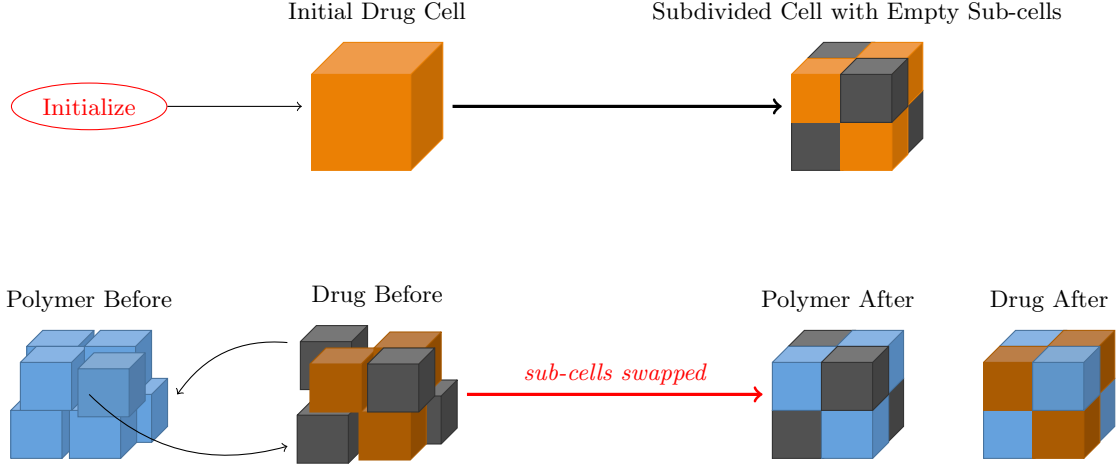 Initial Drug Cell
Subdivided Cell with Empty Sub-cells
Initialize
Polymer Before
Drug Before
Polymer After
Drug After
sub-cells swapped